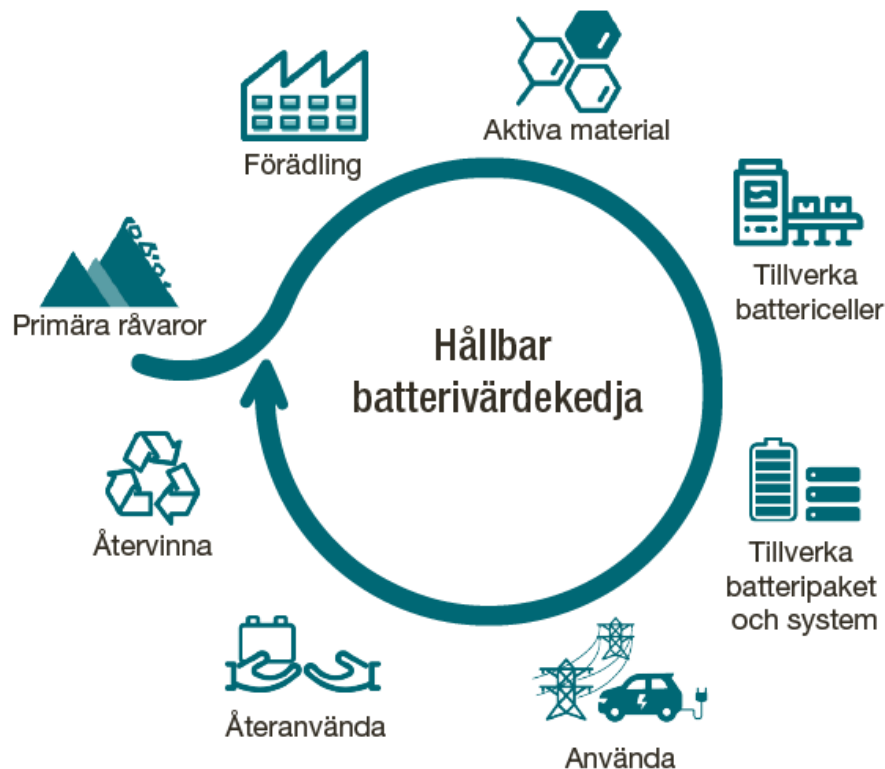 Aktiva material
Förädling
Primära råvaror
Tillverka
battericeller
Hållbar
batterivärdekedja
Tillverka
batteripaket
och system
Använda
Återanvända
Återvinna